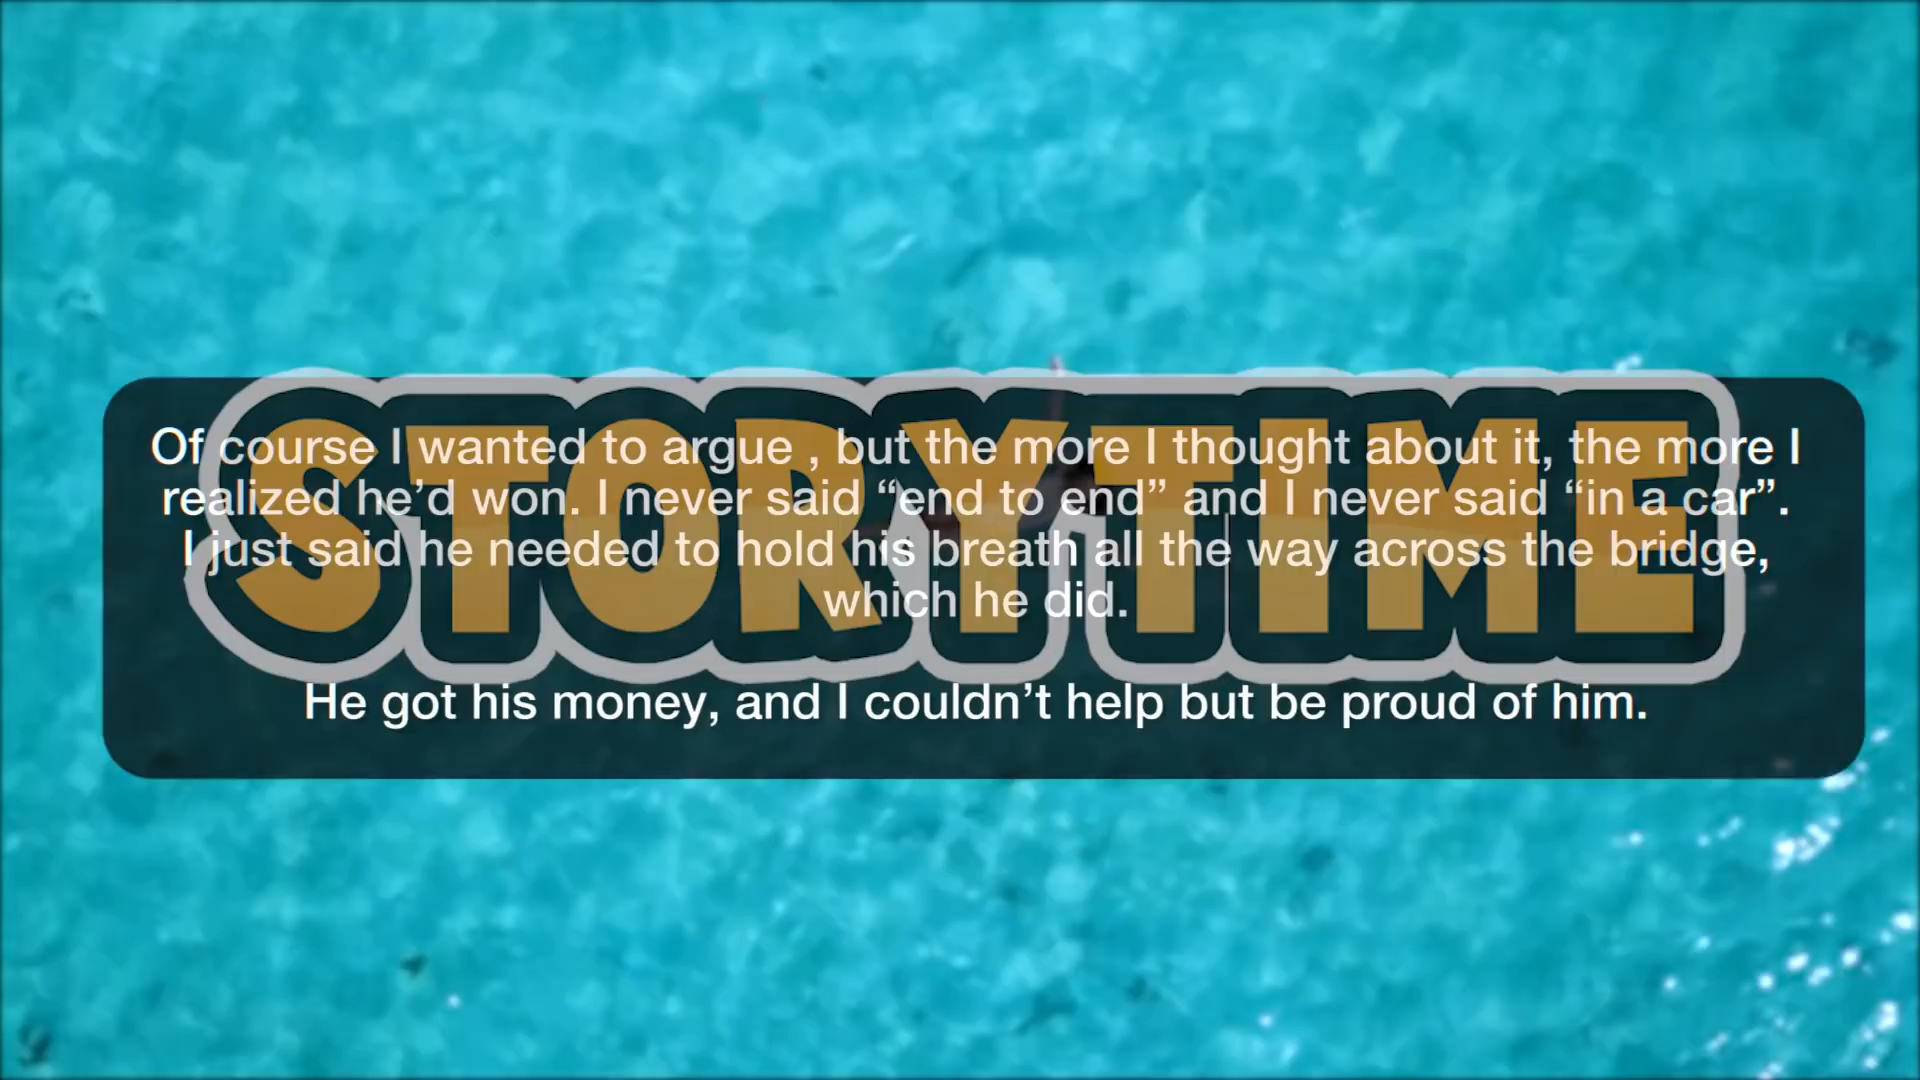 STORYTIME
Of course I wanted to argue , but the more I thought about it, the more I
realized he’d won. I never said “end to end” and I never said “in a car”.
I just said he needed to hold his breath all the way across the bridge,
which he did.
He got his money, and I couldn’t help but be proud of him.